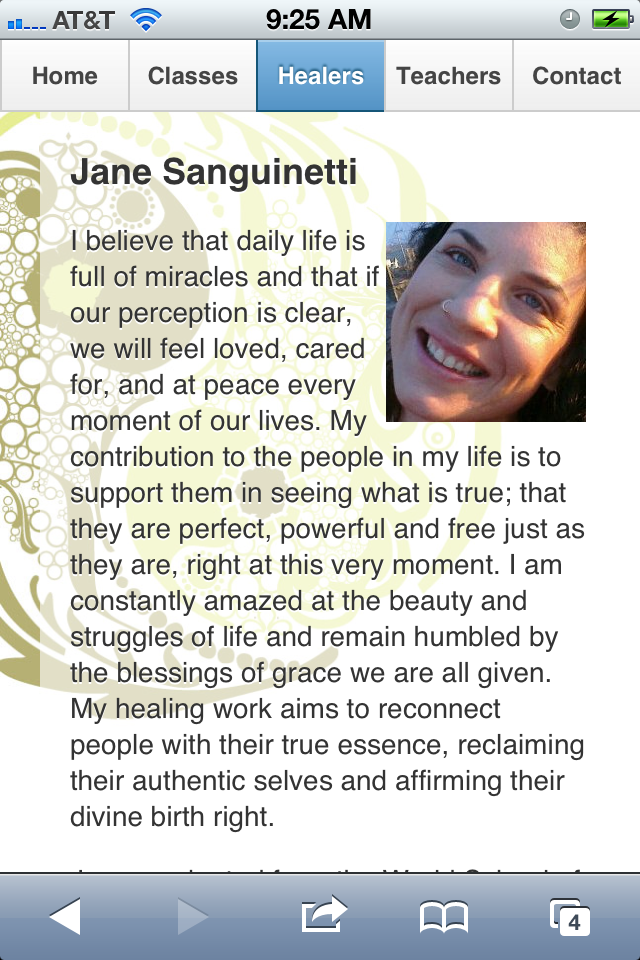 AT&T 9:25 AM
Home Classes Healers Teachers Contact
Jane Sanguinetti
I believe that daily life is
full of miracles and that if
our perception is clear,
we will feel loved, cared
for, and at peace every
moment of our lives. My
contribution to the people in my life is to
support them in seeing what is true; that
they are perfect, powerful and free just as
they are, right at this very moment. I am
constantly amazed at the beauty and
struggles of life and remain humbled by
the blessings of grace we are all given.
My healing work aims to reconnect
people with their true essence, reclaiming
their authentic selves and affirming their
divine birth right.
4